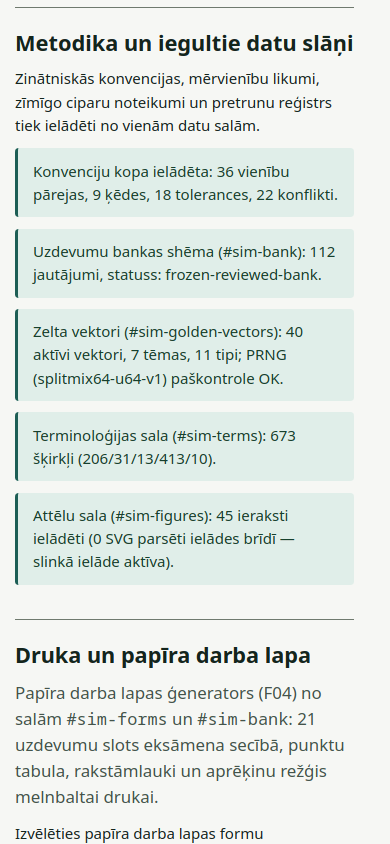 Metodika un iegultie datu slāņi
Zinātniskās konvencijas, mērvienību likumi,
zīmīgo ciparu noteikumi un pretrunu reģistrs
tiek ielādēti no vienām datu salām.
Konvenciju kopa ielādēta: 36 vienību
pārejas, 9 ķēdes, 18 tolerances, 22 konflikti.
Uzdevumu bankas shēma (#sim-bank): 112
jautājumi, statuss: frozen-reviewed-bank.
Zelta vektori (#sim-golden-vectors): 40
aktīvi vektori, 7 tēmas, 11 tipi; PRNG
(splitmix64-u64-v1) paškontrole OK.
Terminoloģijas sala (#sim-terms): 673
šķirkļi (206/31/13/413/10).
Attēlu sala (#sim-figures): 45 ieraksti
ielādēti (0 SVG parsēti ielādes brīdī —
slinkā ielāde aktīva).
Druka un papīra darba lapa
Papīra darba lapas ģenerators (F04) no
salām #sim-forms un #sim-bank: 21
uzdevumu slots eksāmena secībā, punktu
tabula, rakstāmlauki un aprēķinu režģis
melnbaltai drukai.
Izvēlēties papīra darba lapas formu